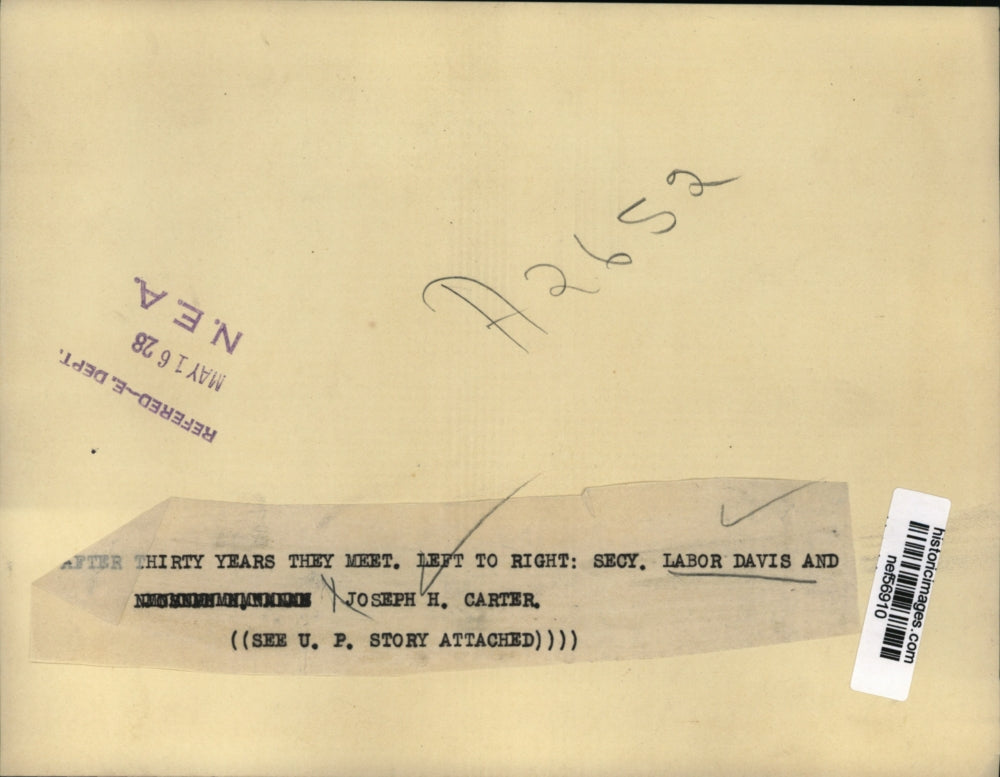 A2652
N.E.A.
MAY 16 28
REFERRED-E. DEPT.
AFTER THIRTY YEARS THEY MEET. LEFT TO RIGHT: SECY. LABOR DAVIS AND
JOSEPH H. CARTER.
((SEE U. P. STORY ATTACHED))))
historicimages.com
nef56910